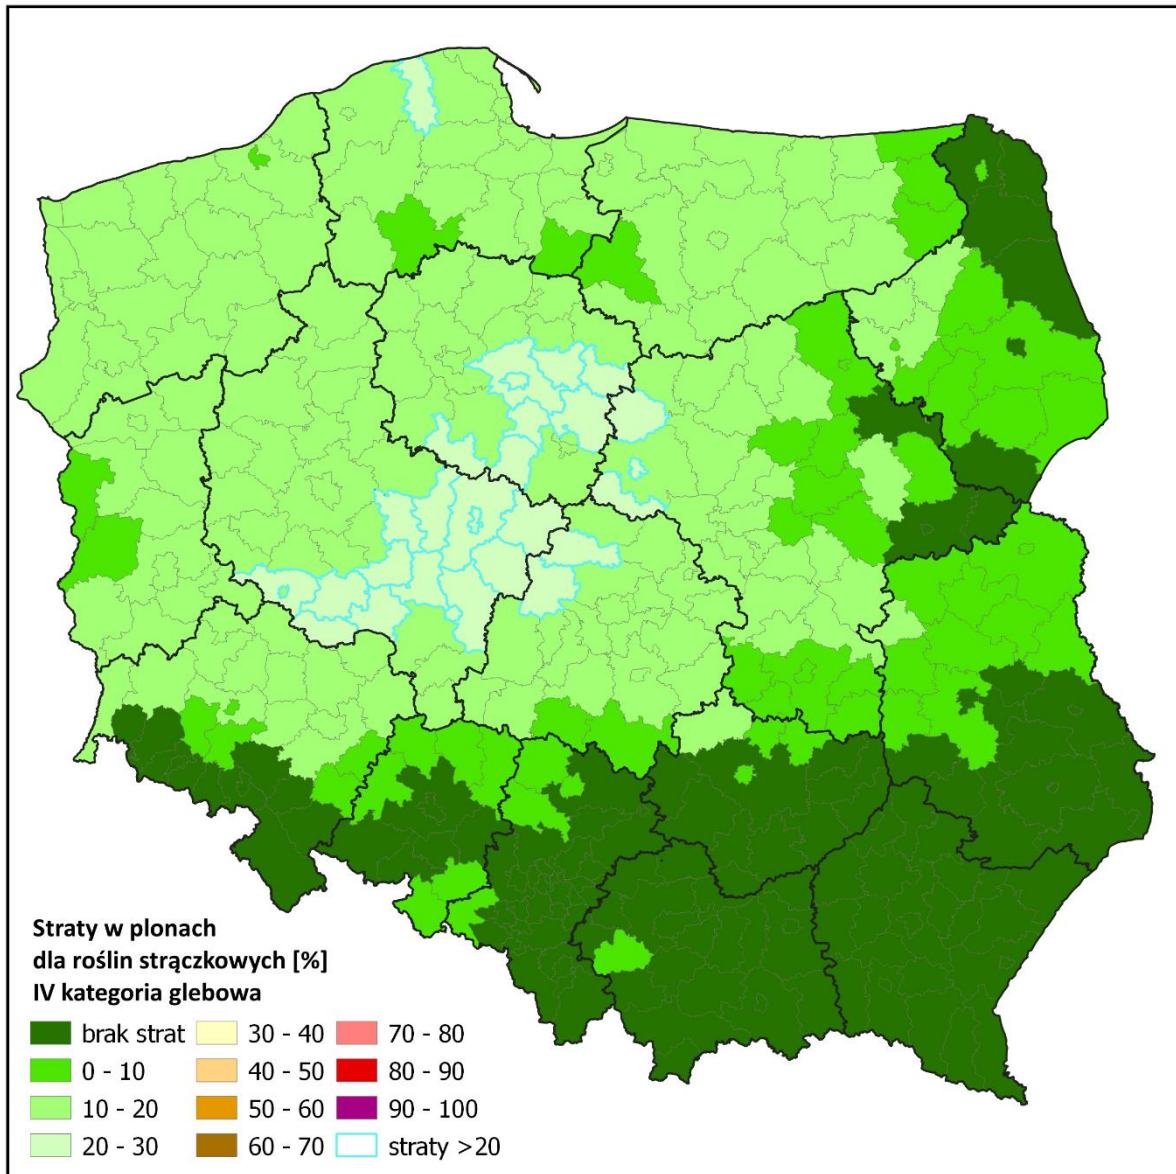 Straty w plonach
dla roślin strączkowych [%]
IV kategoria glebowa
brak strat
0 - 10
10 - 20
20 - 30
30 - 40
40 - 50
50 - 60
60 - 70
70 - 80
80 - 90
90 - 100
straty >20